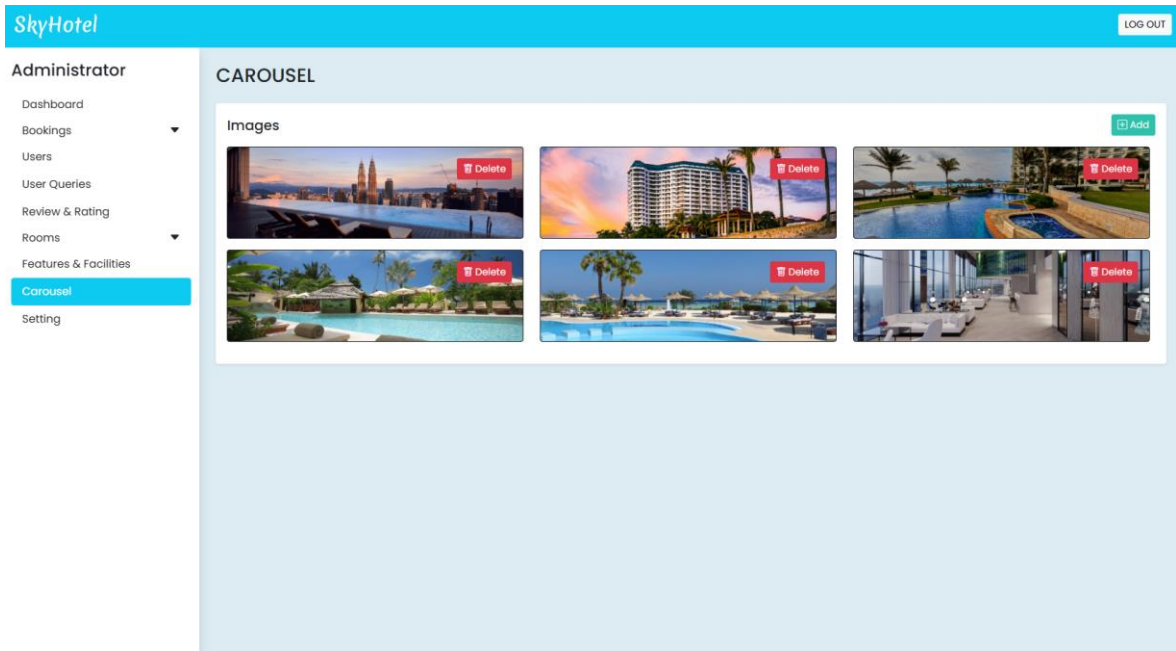 SkyHotel
LOG OUT
Administrator
Dashboard
Bookings
Users
User Queries
Review & Rating
Rooms
Features & Facilities
Carousel
Setting
CAROUSEL
Images
Add
Delete
Delete
Delete
Delete
Delete
Delete